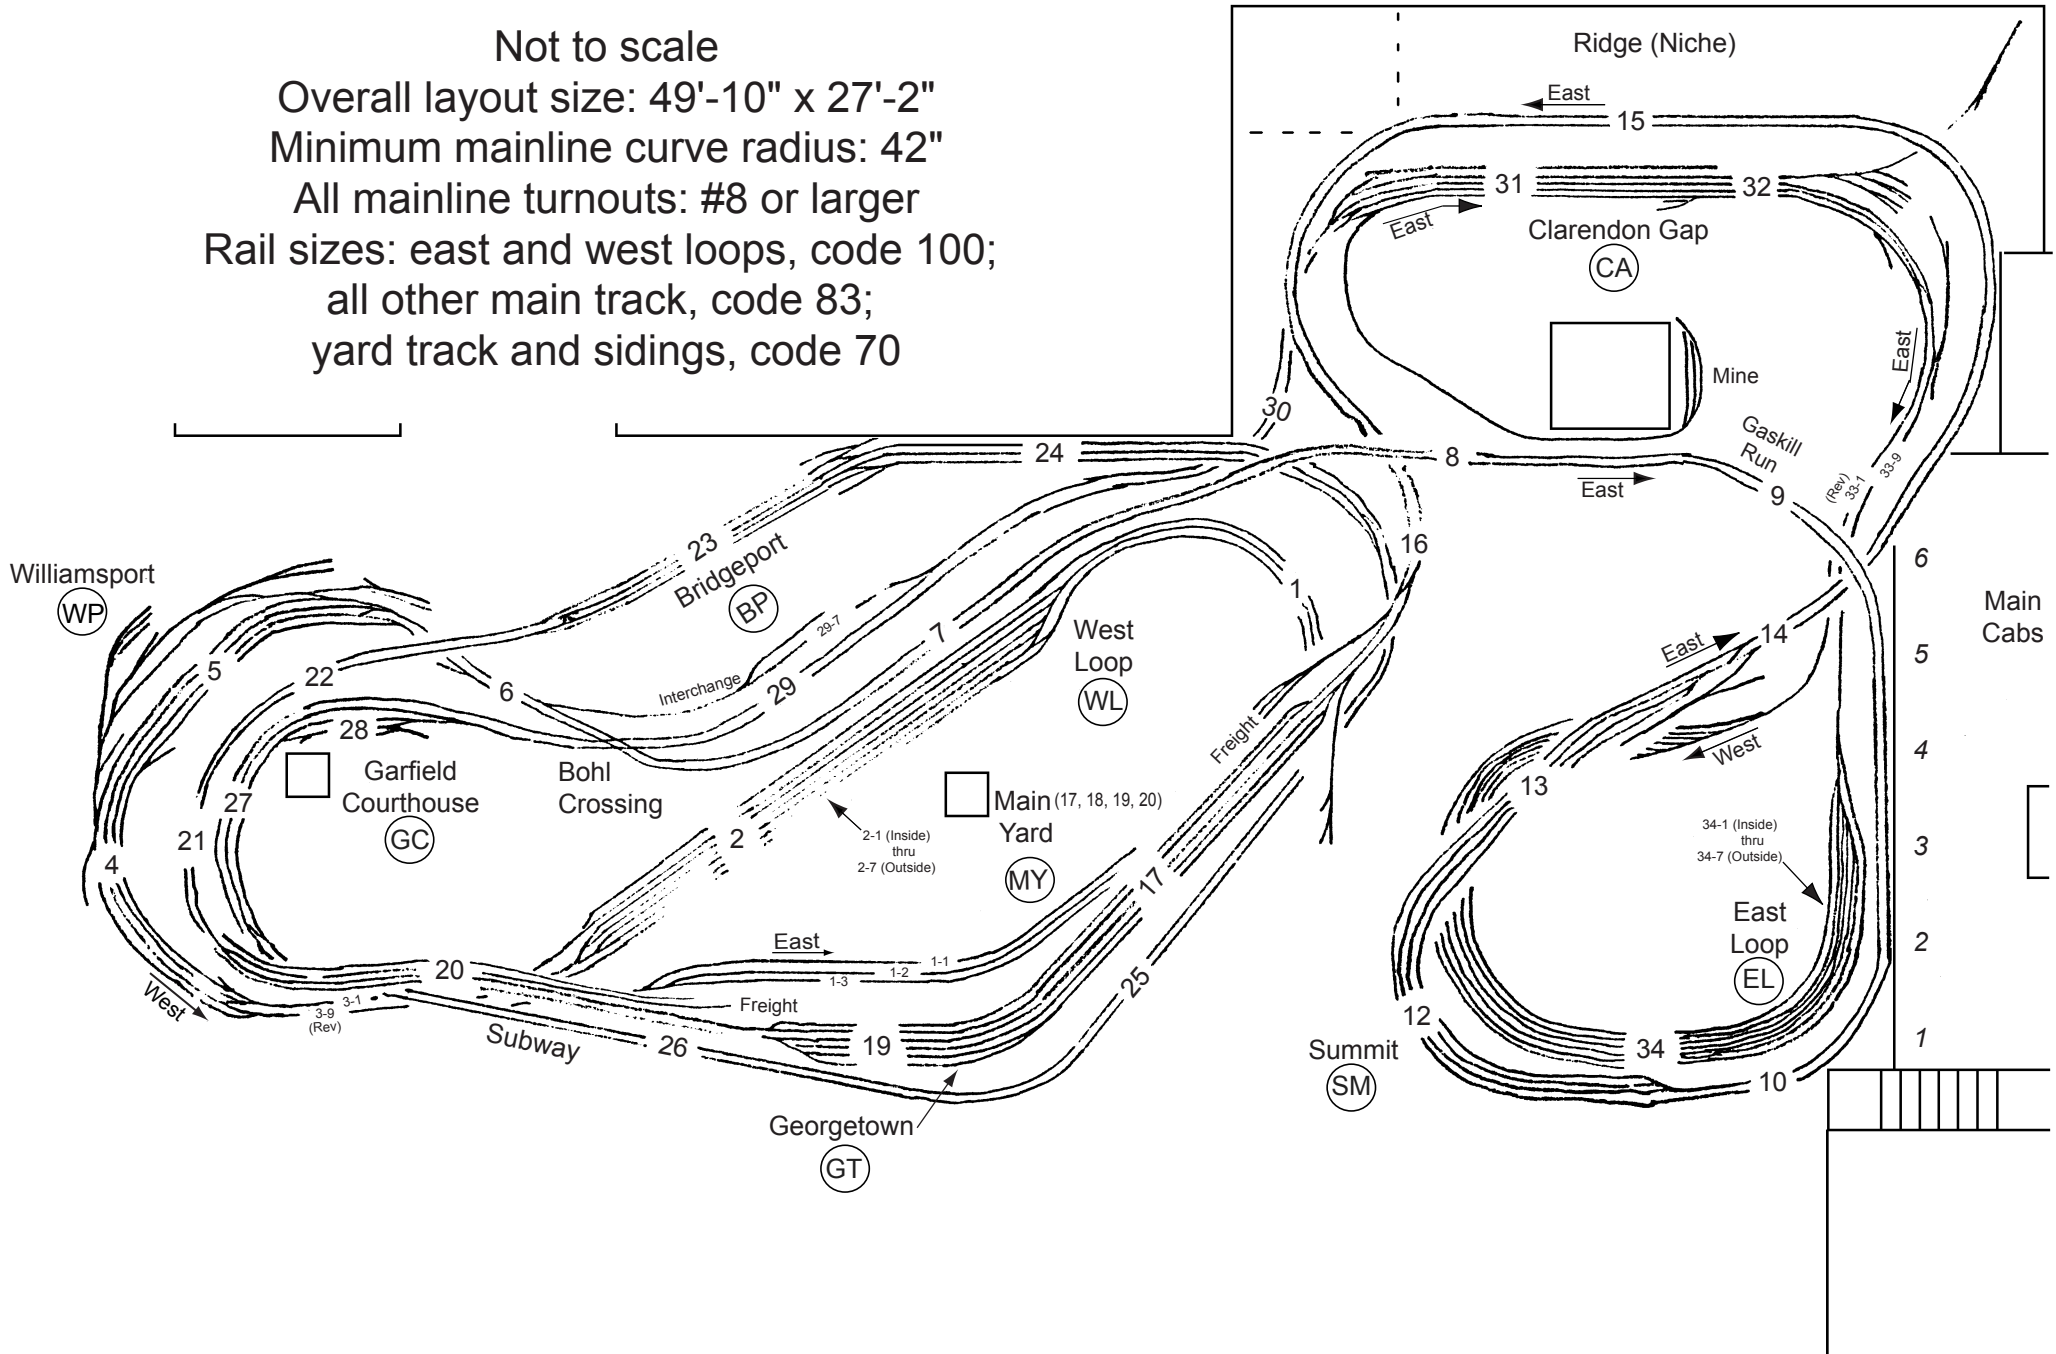 Not to scale
Overall layout size: 49'-10" x 27'-2"
Minimum mainline curve radius: 42"
All mainline turnouts: #8 or larger
Rail sizes: east and west loops, code 100;
all other main track, code 83;
yard track and sidings, code 70
Ridge (Niche)
East
15
31
32
East
Clarendon Gap
CA
East
Mine
30
Gaskill
Run
24
8
East
9
(Rev)
33-1
33-9
23
Bridgeport
BP
16
6
Williamsport
WP
1
Main
Cabs
29-7
7
West
Loop
WL
East
14
5
5
22
6
Interchange
29
28
Freight
West
4
Garfield
Courthouse
GC
Bohl
Crossing
13
27
21
2
2-1 (Inside)
thru
2-7 (Outside)
Main (17, 18, 19, 20)
Yard
MY
34-1 (Inside)
thru
34-7 (Outside)
3
4
17
East
Loop
EL
2
East
1-1
1-2
1-3
20
25
West
3-1
3-9
(Rev)
Freight
12
Subway
26
19
Summit
SM
34
10
1
Georgetown
GT